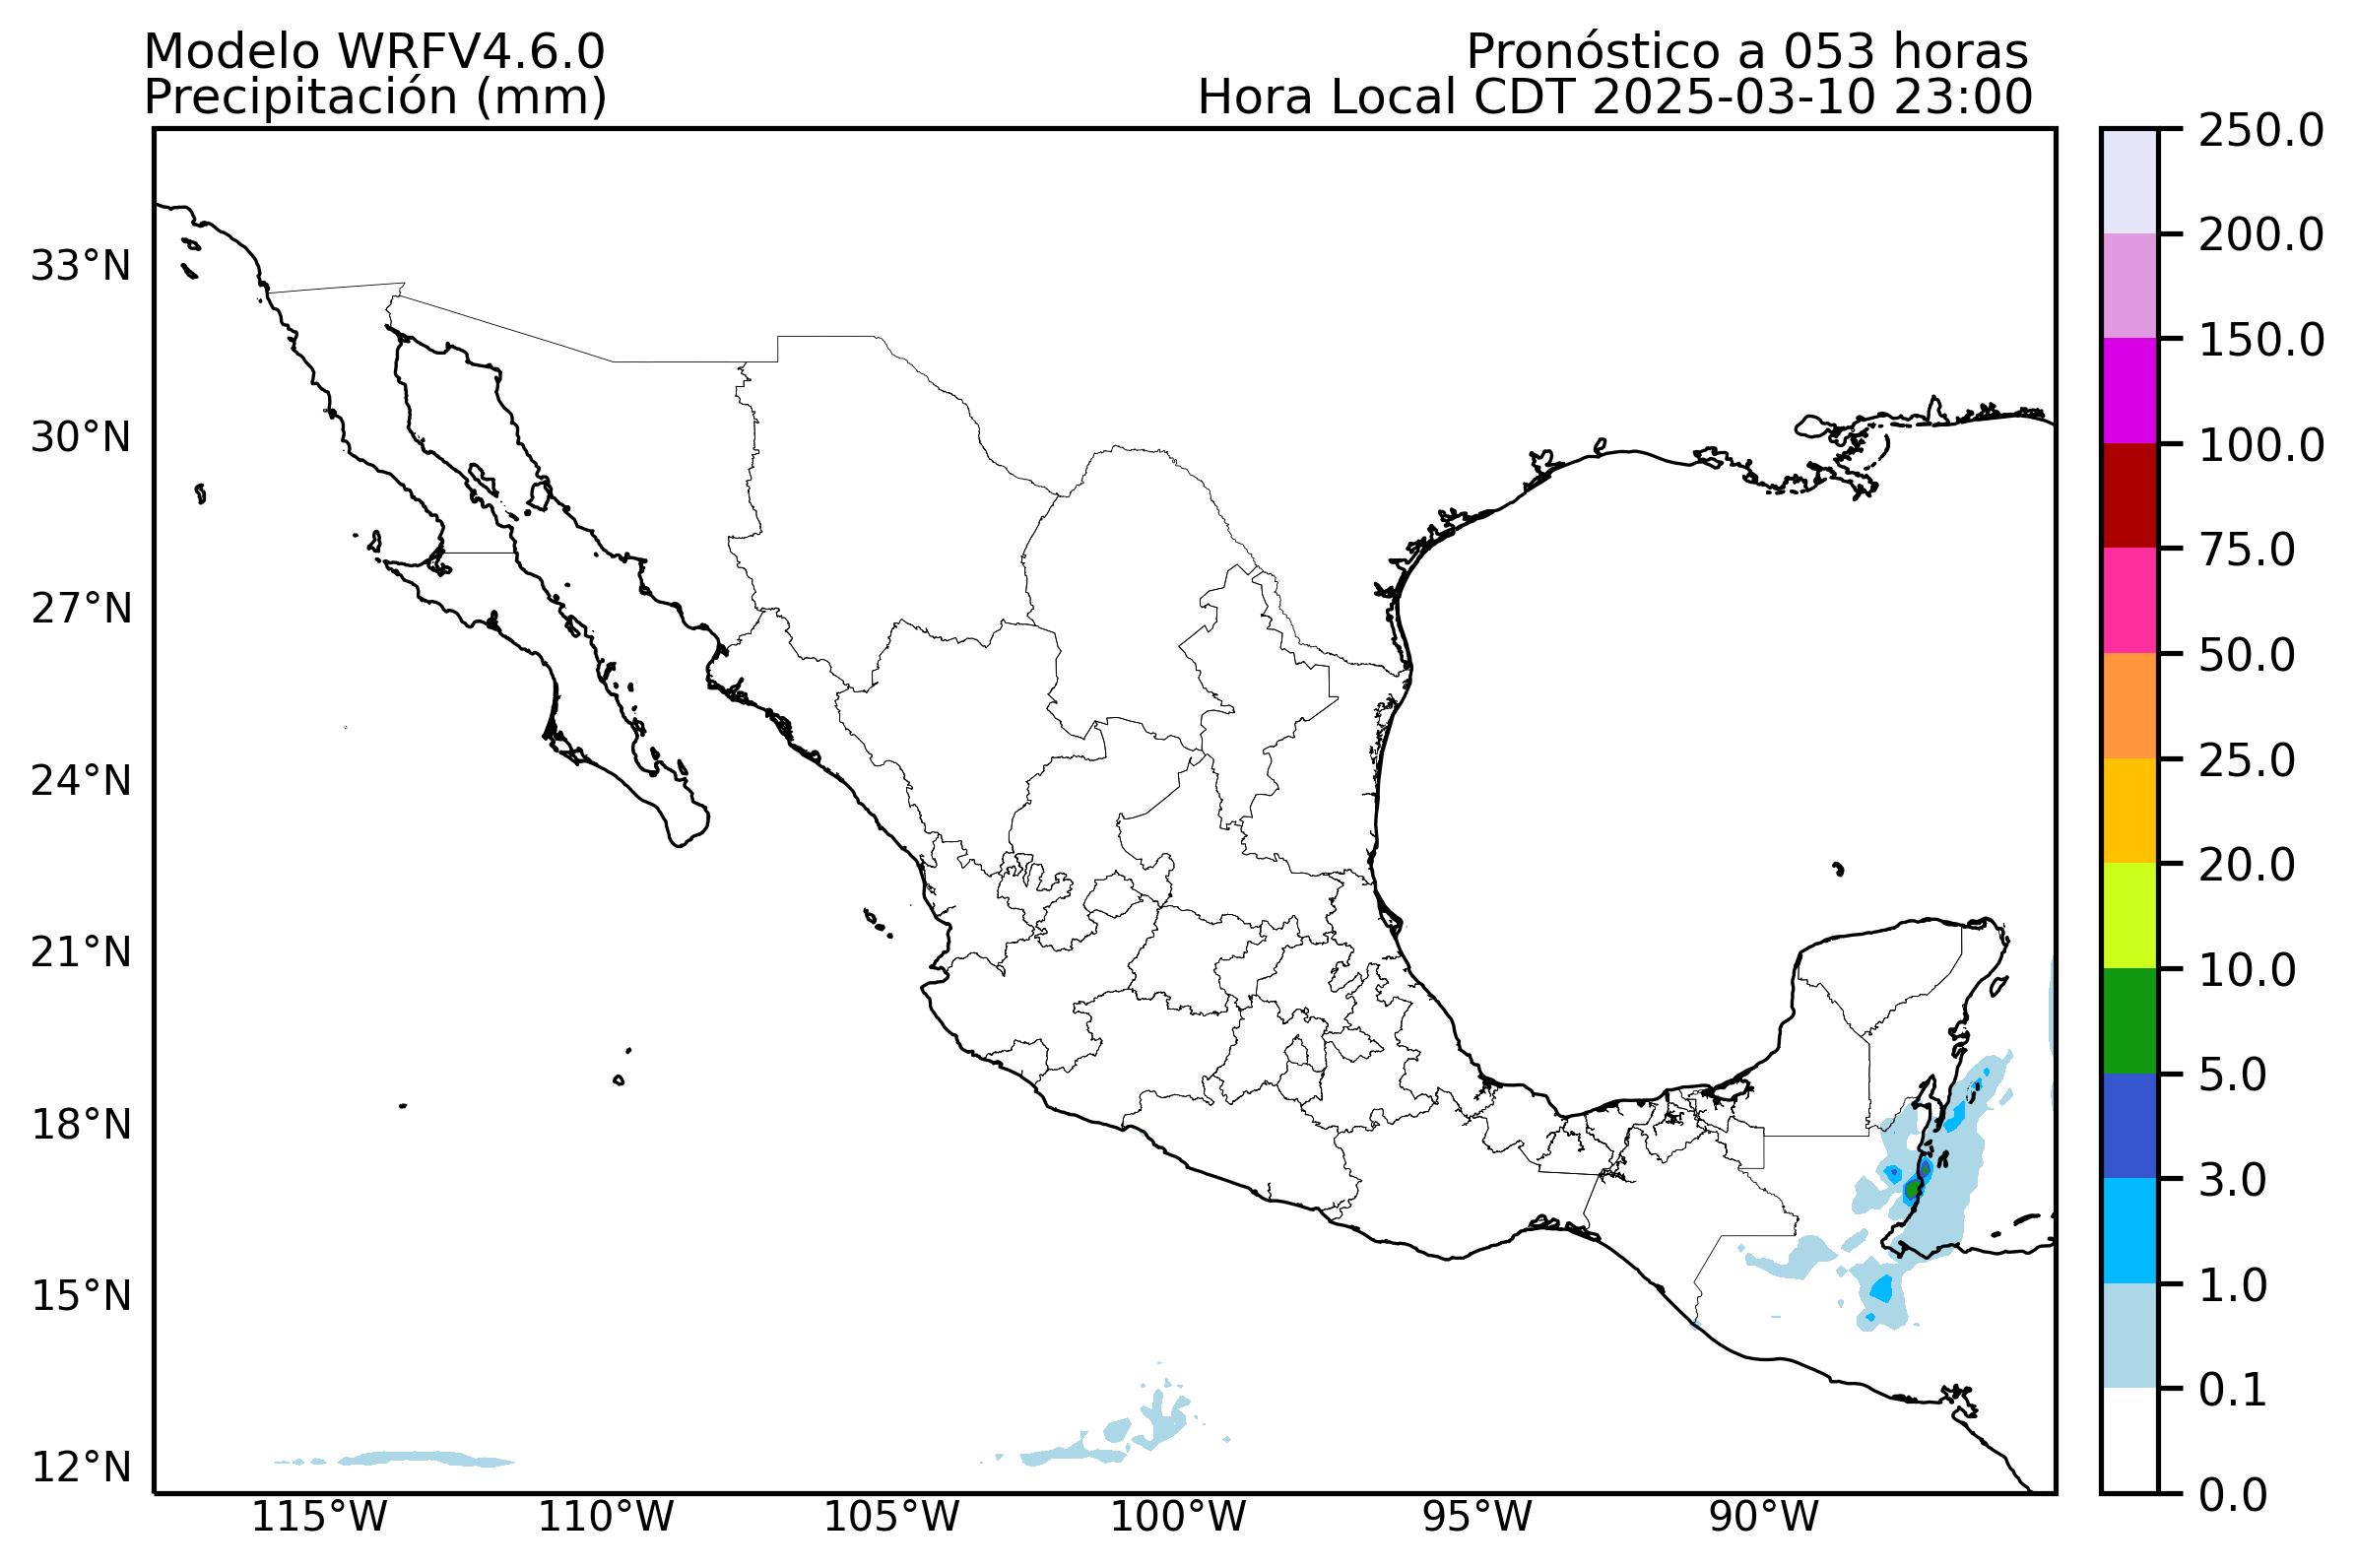 Modelo WRFV4.6.0
Precipitación (mm)
Pronóstico a 053 horas
Hora Local CDT 2025-03-10 23:00
33°N
30°N
27°N
24°N
21°N
18°N
15°N
12°N
115°W
110°W
105°W
100°W
95°W
90°W
250.0
200.0
150.0
100.0
75.0
50.0
25.0
20.0
10.0
5.0
3.0
1.0
0.1
0.0